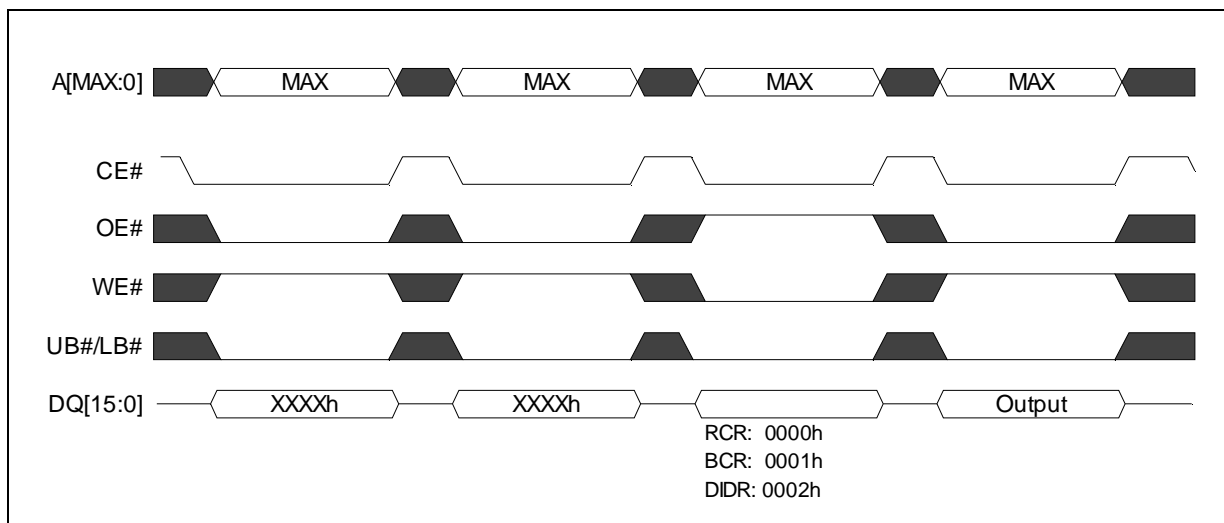 A[MAX:0] MAX MAX MAX MAX
CE#
OE#
WE#
UB#/LB#
DQ[15:0] XXXXh XXXXh Output
RCR: 0000h
BCR: 0001h
DIDR: 0002h